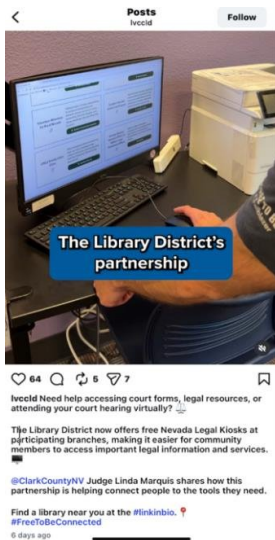 Posts
lvccld
Follow
The Library District's
partnership
64
5
7
lvccld Need help accessing court forms, legal resources, or
attending your court hearing virtually?
The Library District now offers free Nevada Legal Kiosks at
participating branches, making it easier for community
members to access important legal information and services.
@ClarkCountyNV Judge Linda Marquis shares how this
partnership is helping connect people to the tools they need.
Find a library near you at the #linkinbio.
#FreeToBeConnected
6 days ago